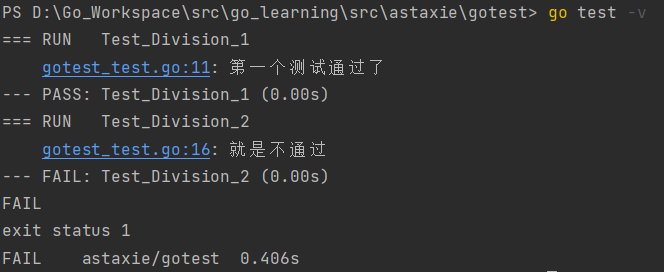 PS D:\Go_Workspace\src\go_learning\src\astaxie\gotest> go test -v
=== RUN   Test_Division_1
    gotest_test.go:11: 第一个测试通过了
--- PASS: Test_Division_1 (0.00s)
=== RUN   Test_Division_2
    gotest_test.go:16: 就是不通过
--- FAIL: Test_Division_2 (0.00s)
FAIL
exit status 1
FAIL    astaxie/gotest  0.406s